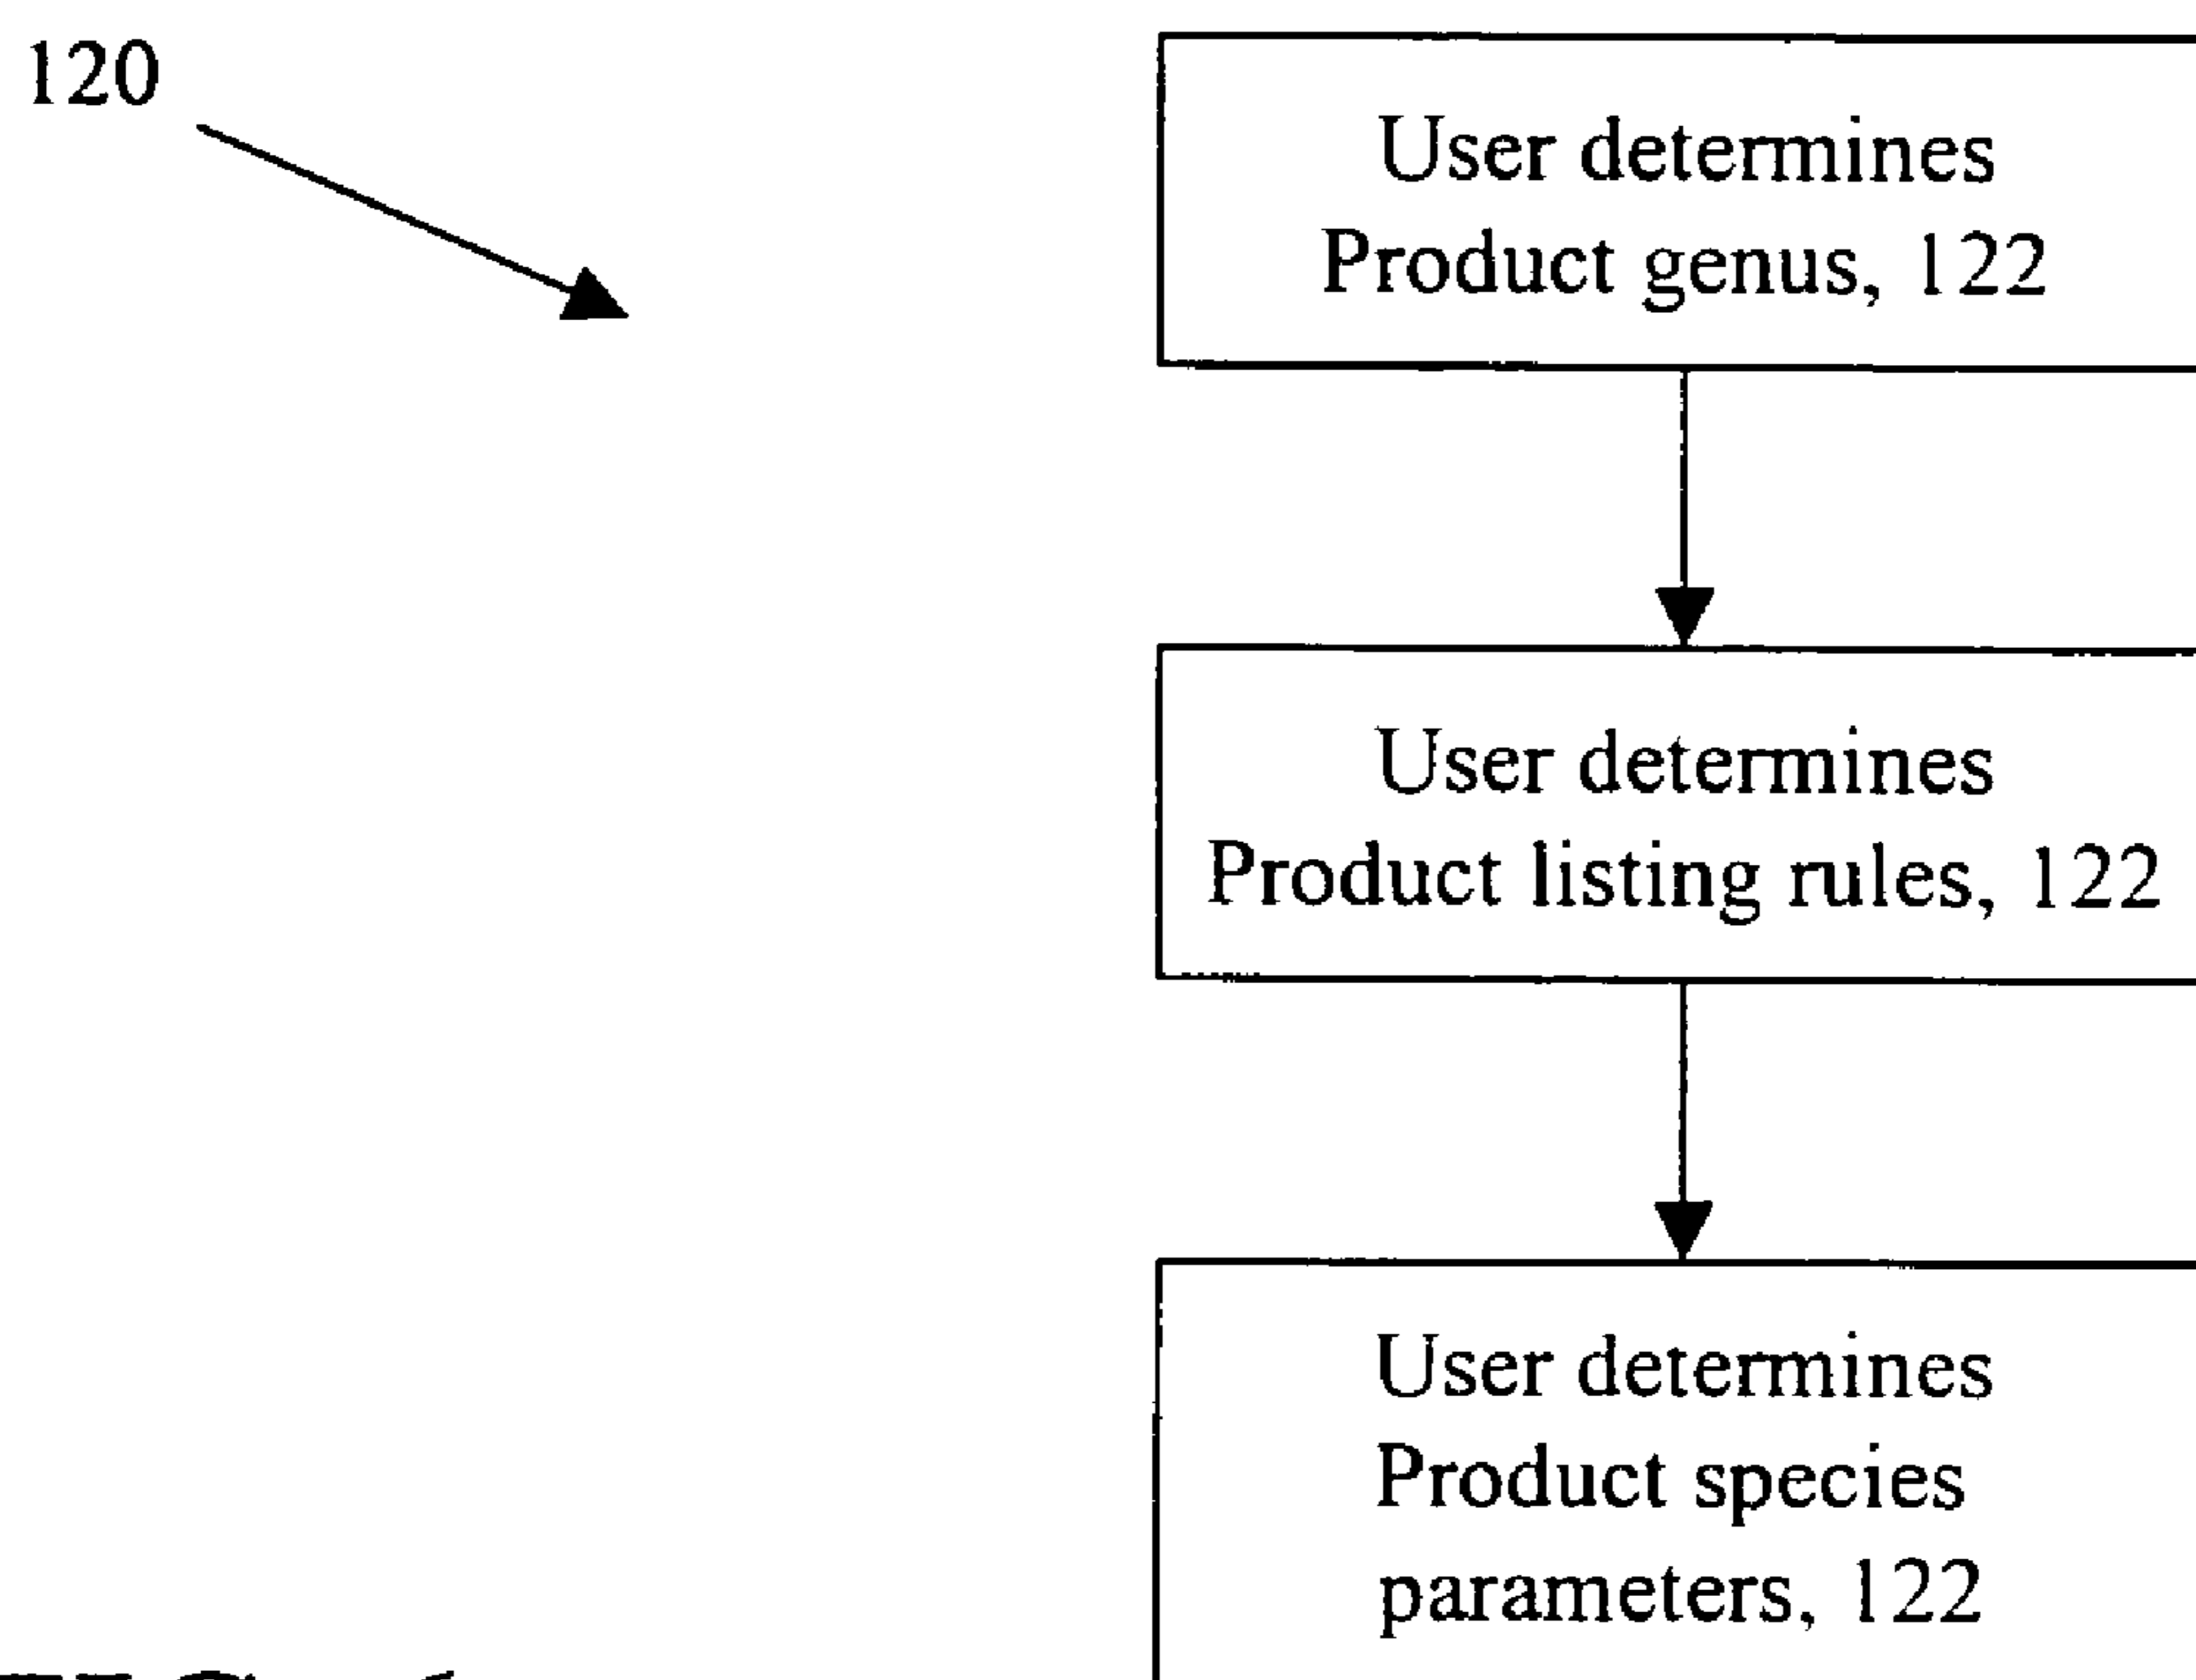 120
User determines
Product genus, 122
User determines
Product listing rules, 122
User determines
Product species
parameters, 122